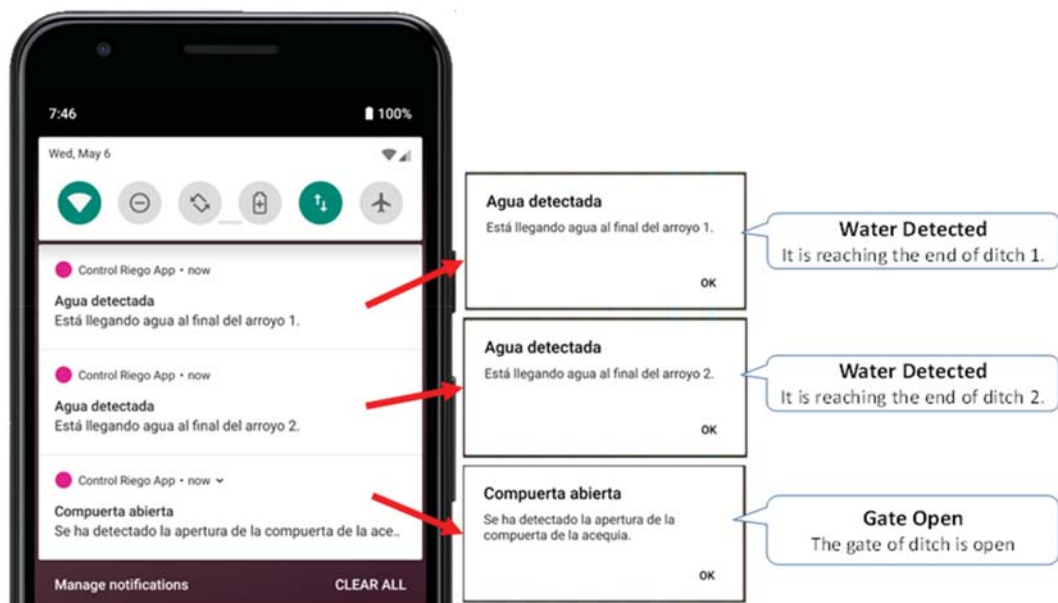 7:46
100%
Wed, May 6
Control Riego App • now
Agua detectada
Está llegando agua al final del arroyo 1.
Control Riego App • now
Agua detectada
Está llegando agua al final del arroyo 2.
Control Riego App • now
Compuerta abierta
Se ha detectado la apertura de la compuerta de la ace..
Manage notifications
CLEAR ALL
Agua detectada
Está llegando agua al final del arroyo 1.
OK
Water Detected
It is reaching the end of ditch 1.
Agua detectada
Está llegando agua al final del arroyo 2.
OK
Water Detected
It is reaching the end of ditch 2.
Compuerta abierta
Se ha detectado la apertura de la
compuerta de la acequia.
OK
Gate Open
The gate of ditch is open